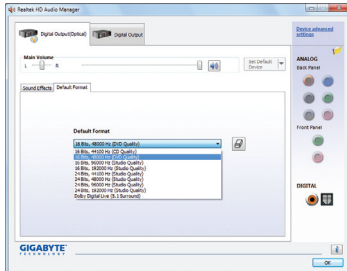 Realtek HD Audio Manager
Digital Output(Optical)
Digital Output
Device advanced settings
Main Volume
L
R
Set Default Device
ANALOG
Back Panel
Sound Effects
Default Format
Default Format
16 Bits, 48000 Hz (DVD Quality)
16 Bits, 44100 Hz (CD Quality)
16 Bits, 48000 Hz (DVD Quality)
16 Bits, 96000 Hz (Studio Quality)
16 Bits, 192000 Hz (Studio Quality)
24 Bits, 44100 Hz (Studio Quality)
24 Bits, 48000 Hz (Studio Quality)
24 Bits, 96000 Hz (Studio Quality)
24 Bits, 192000 Hz (Studio Quality)
Dolby Digital Live (5.1 Surround)
Front Panel
DIGITAL
GIGABYTE
TECHNOLOGY
i
OK